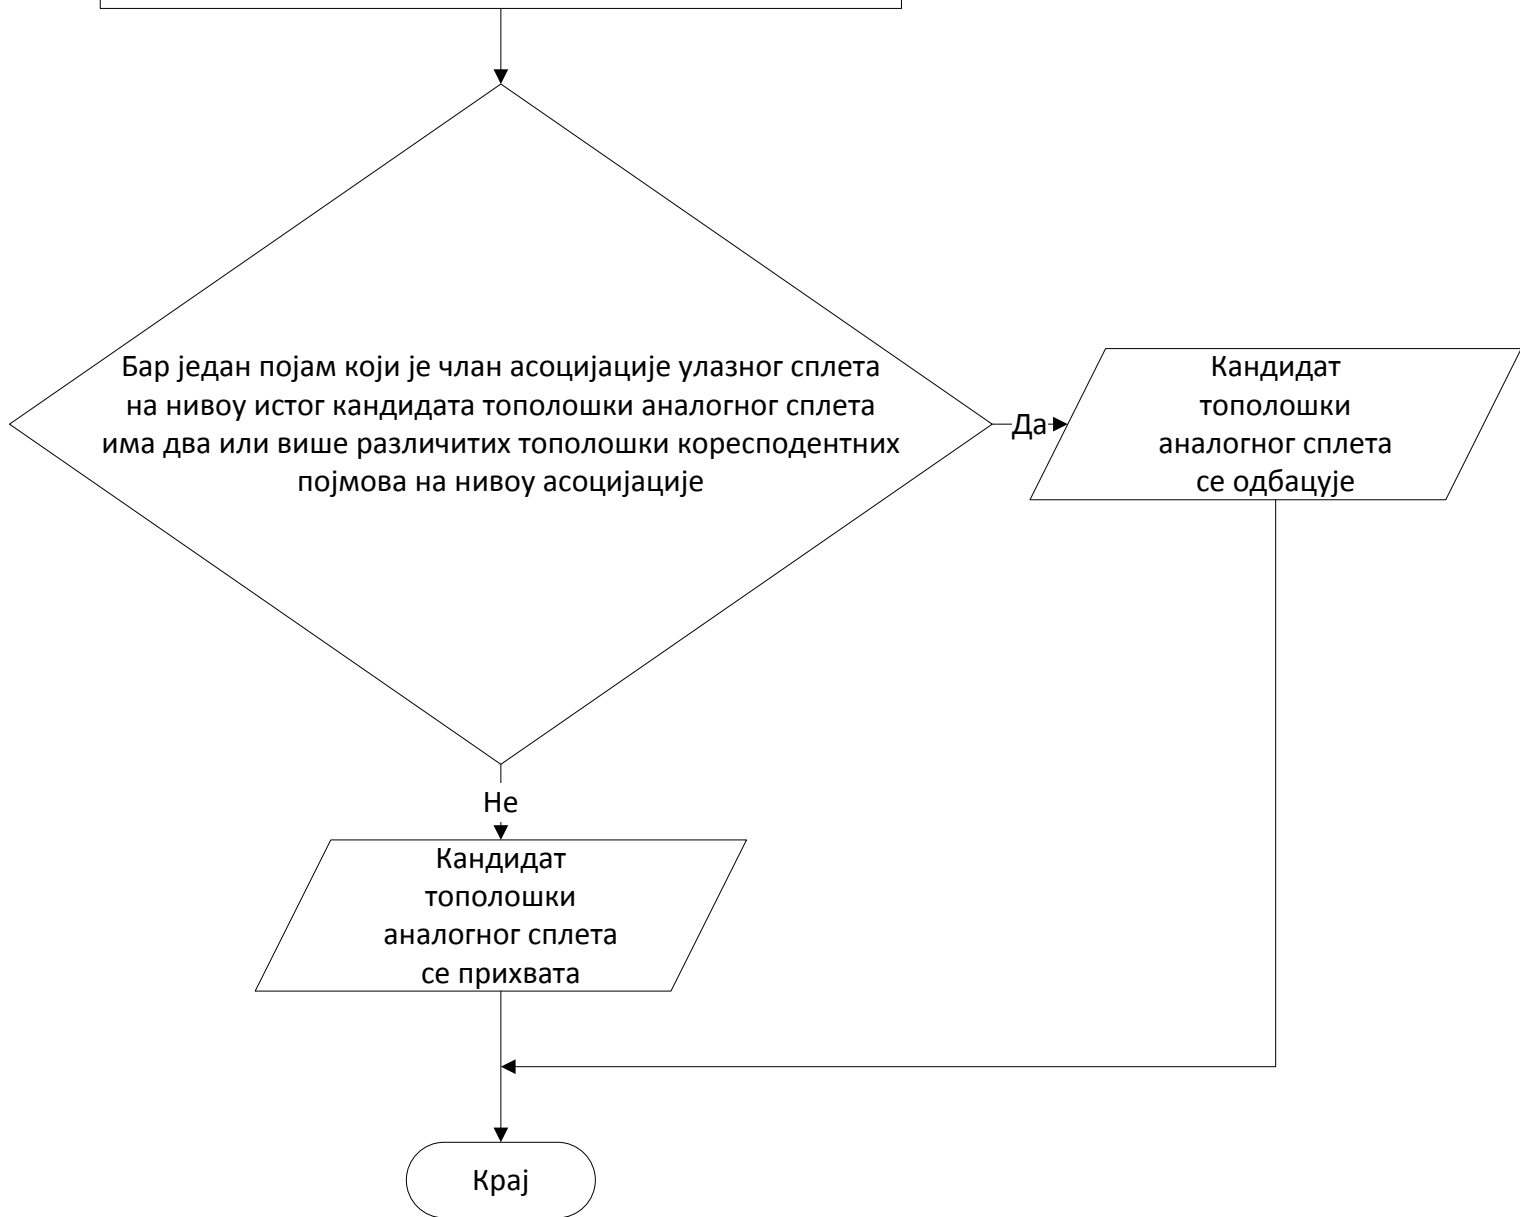 Бар један појам који је члан асоцијације улазног сплета
на нивоу истог кандидата тополошки аналогног сплета
има два или више различитих тополошки коресподентних
појмова на нивоу асоцијације
Да
Кандидат
тополошки
аналогног сплета
се одбацује
Не
Кандидат
тополошки
аналогног сплета
се прихвата
Крај